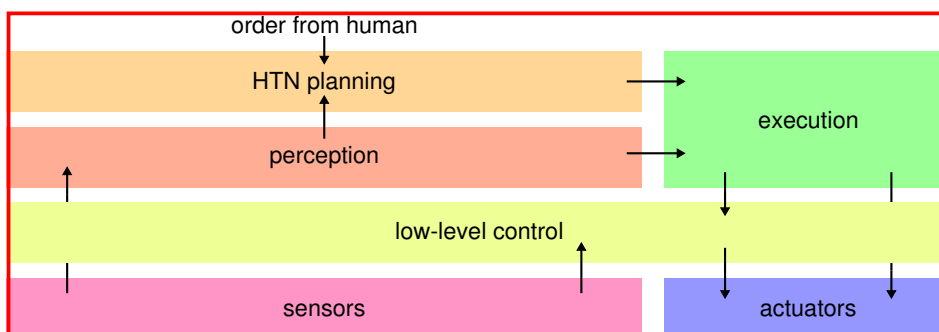 order from human
HTN planning
execution
perception
low-level control
sensors
actuators